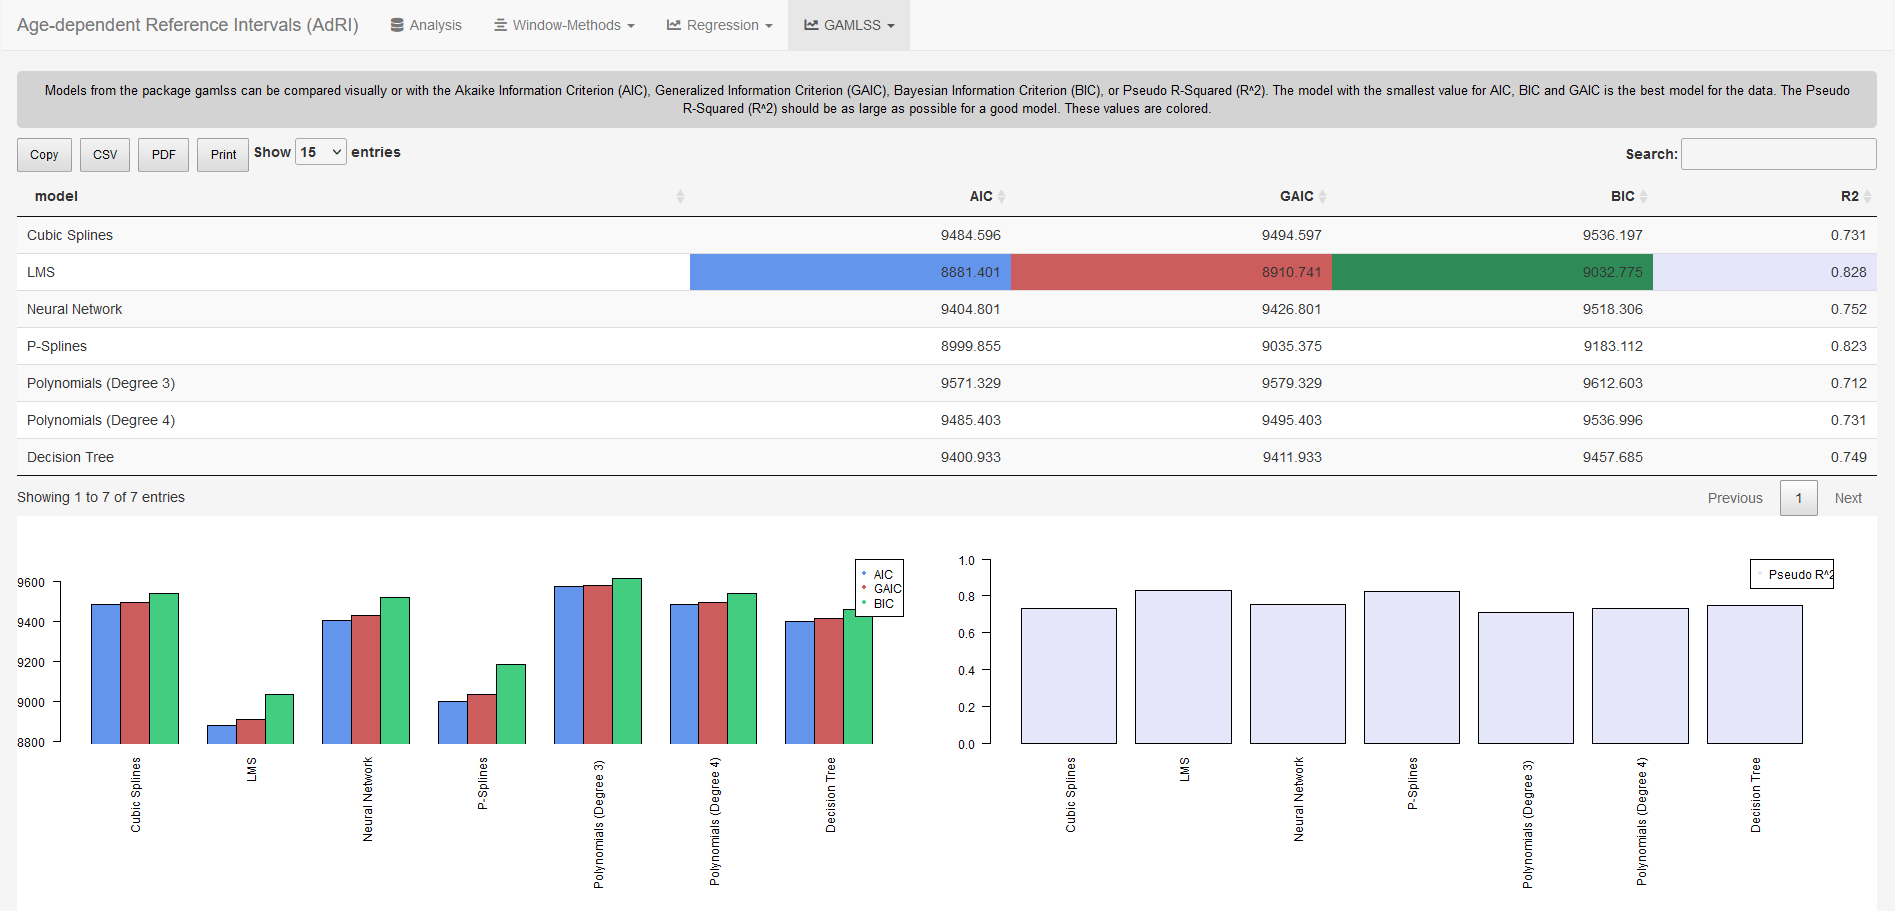 Age-dependent Reference Intervals (AdRI) Analysis Window-Methods Regression GAMLSS
Models from the package gamlss can be compared visually or with the Akaike Information Criterion (AIC), Generalized Information Criterion (GAIC), Bayesian Information Criterion (BIC), or Pseudo R-Squared (R^2). The model with the smallest value for AIC, BIC and GAIC is the best model for the data. The Pseudo
R-Squared (R^2) should be as large as possible for a good model. These values are colored.
Copy CSV PDF Print Show 15 entries Search:
model AIC GAIC BIC R2
Cubic Splines 9484.596 9494.597 9536.197 0.731
LMS 8881.401 8910.741 9032.775 0.828
Neural Network 9404.801 9426.801 9518.306 0.752
P-Splines 8999.855 9035.375 9183.112 0.823
Polynomials (Degree 3) 9571.329 9579.329 9612.603 0.712
Polynomials (Degree 4) 9485.403 9495.403 9536.996 0.731
Decision Tree 9400.933 9411.933 9457.685 0.749
Showing 1 to 7 of 7 entries Previous 1 Next
9600
9400
9200
9000
8800
AIC
GAIC
BIC
Cubic Splines
LMS
Neural Network
P-Splines
Polynomials (Degree 3)
Polynomials (Degree 4)
Decision Tree
1.0
0.8
0.6
0.4
0.2
0.0
Pseudo R^2
Cubic Splines
LMS
Neural Network
P-Splines
Polynomials (Degree 3)
Polynomials (Degree 4)
Decision Tree